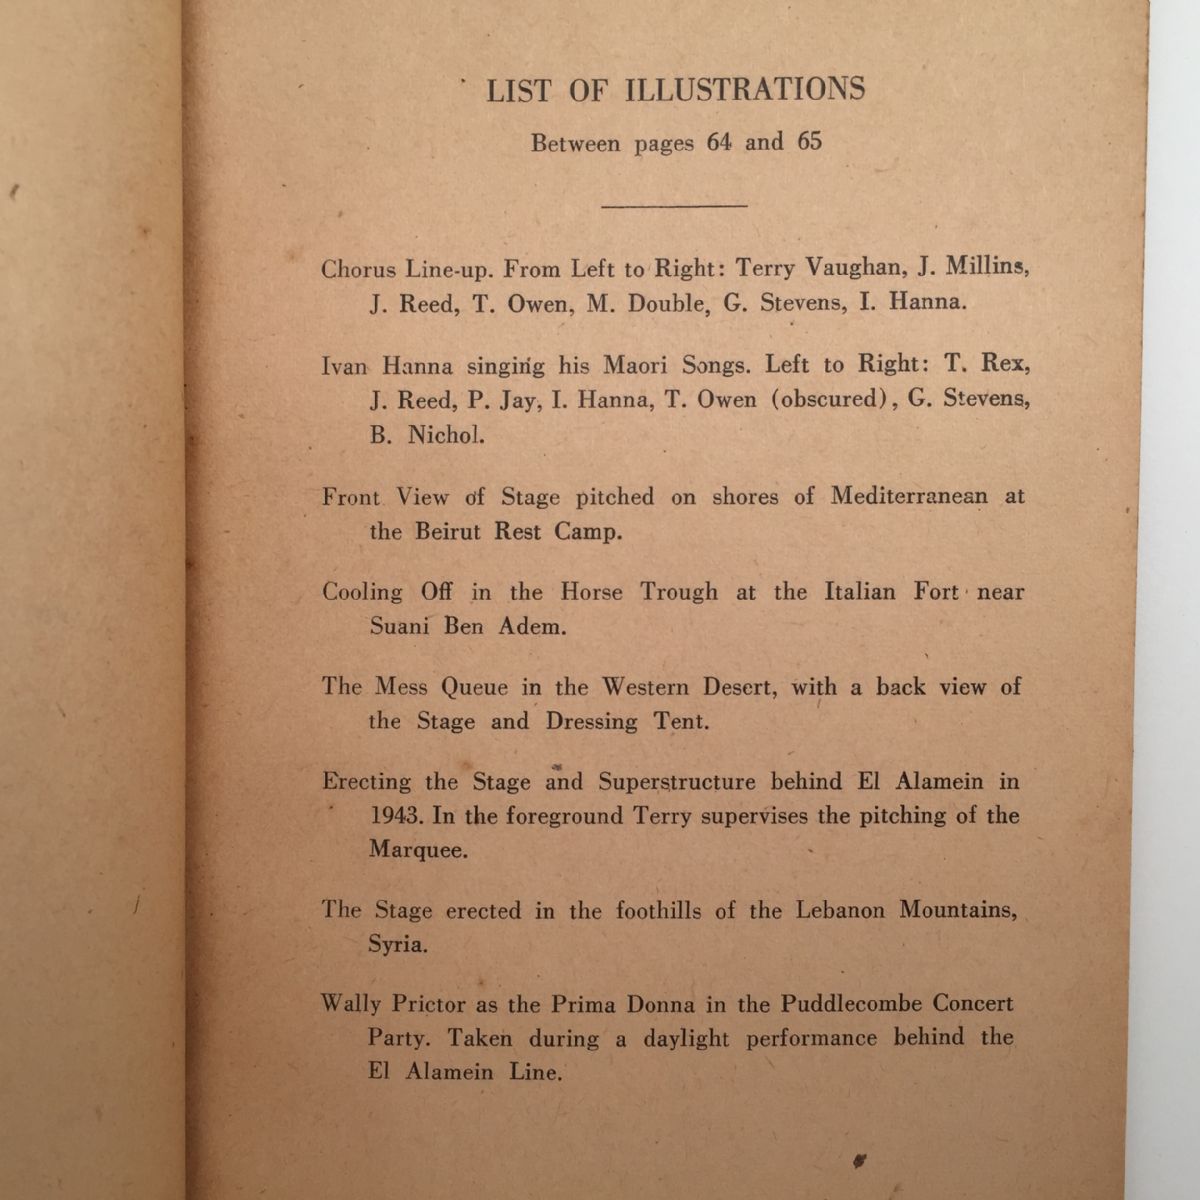 LIST OF ILLUSTRATIONS
Between pages 64 and 65
Chorus Line-up. From Left to Right: Terry Vaughan, J. Millins,
J. Reed, T. Owen, M. Double, G. Stevens, I. Hanna.
Ivan Hanna singing his Maori Songs. Left to Right: T. Rex,
J. Reed, P. Jay, I. Hanna, T. Owen (obscured), G. Stevens,
B. Nichol.
Front View of Stage pitched on shores of Mediterranean at
the Beirut Rest Camp.
Cooling Off in the Horse Trough at the Italian Fort near
Suani Ben Adem.
The Mess Queue in the Western Desert, with a back view of
the Stage and Dressing Tent.
Erecting the Stage and Superstructure behind El Alamein in
1943. In the foreground Terry supervises the pitching of the
Marquee.
The Stage erected in the foothills of the Lebanon Mountains,
Syria.
Wally Prictor as the Prima Donna in the Puddlecombe Concert
Party. Taken during a daylight performance behind the
El Alamein Line.